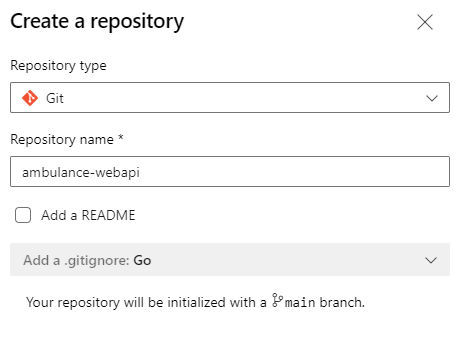 Create a repository
Repository type
Git
Repository name *
ambulance-webapi
Add a README
Add a .gitignore: Go
Your repository will be initialized with a main branch.